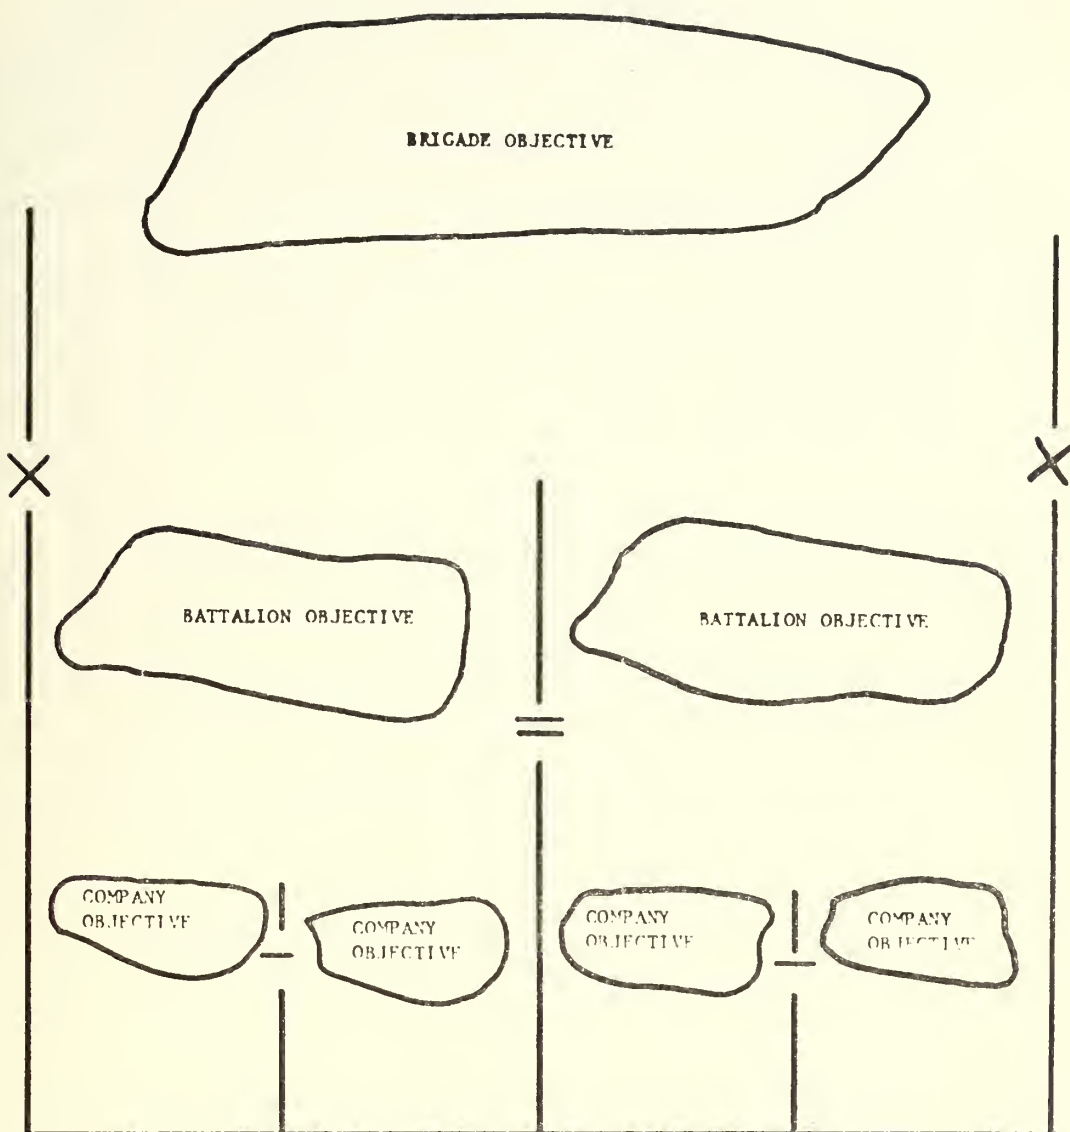 BRIGADE OBJECTIVE
BATTALION OBJECTIVE
BATTALION OBJECTIVE
COMPANY
OBJECTIVE
COMPANY
OBJECTIVE
COMPANY
OBJECTIVE
COMPANY
OBJECTIVE